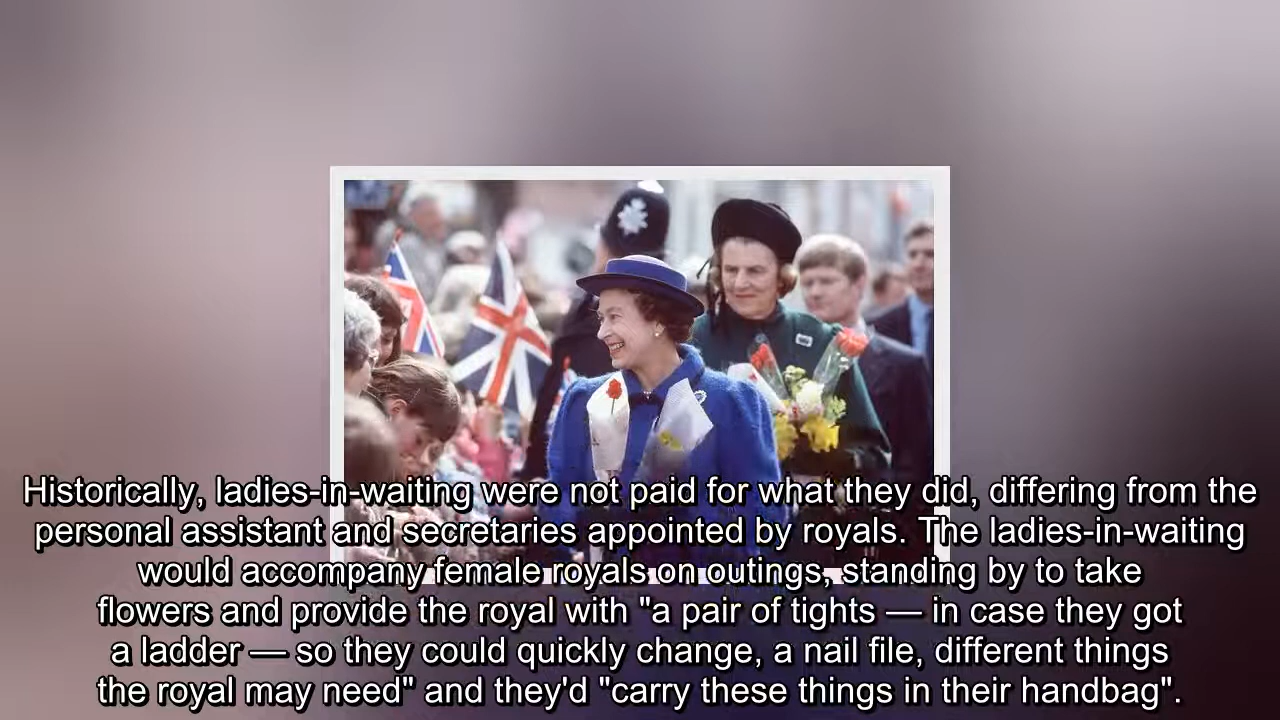 Historically, ladies-in-waiting were not paid for what they did, differing from the
personal assistant and secretaries appointed by royals. The ladies-in-waiting
would accompany female royals on outings, standing by to take
flowers and provide the royal with "a pair of tights — in case they got
a ladder — so they could quickly change, a nail file, different things
the royal may need" and they'd "carry these things in their handbag".